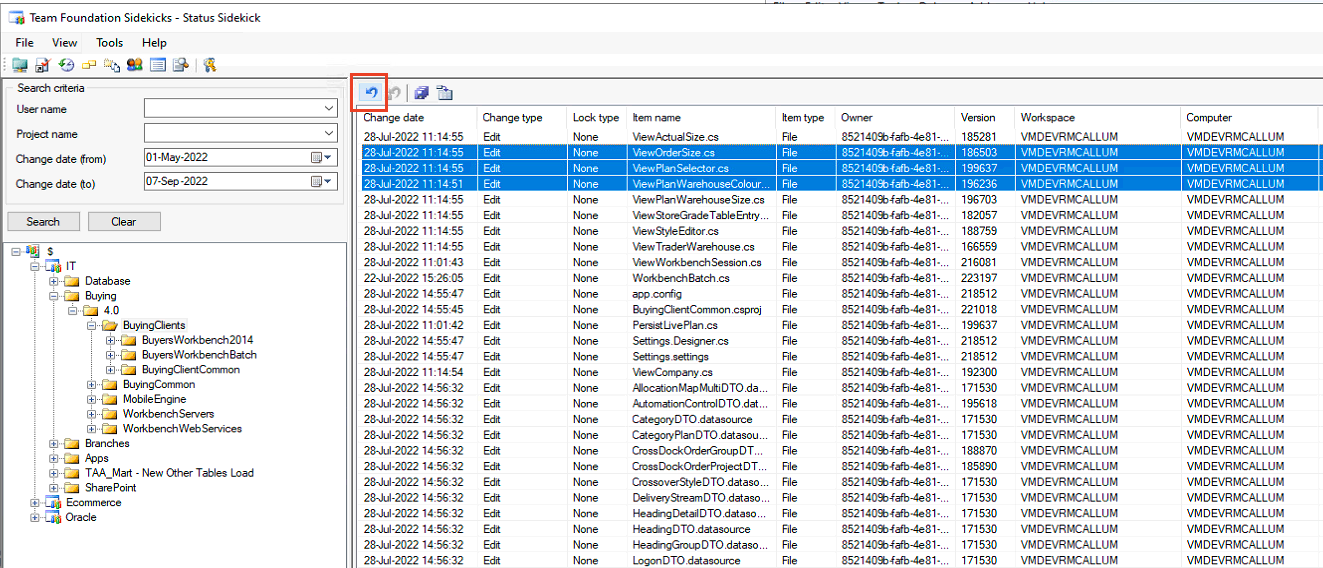 Team Foundation Sidekicks - Status Sidekick
File View Tools Help
Search criteria
User name
Project name
Change date (from) 01-May-2022
Change date (to) 07-Sep-2022
Search Clear
$
IT
Database
Buying
4.0
BuyingClients
BuyersWorkbench2014
BuyersWorkbenchBatch
BuyingClientCommon
BuyingCommon
MobileEngine
WorkbenchServers
WorkbenchWebServices
Branches
Apps
TAA_Mart - New Other Tables Load
SharePoint
Ecommerce
Oracle
Change date Change type Lock type Item name Item type Owner Version Workspace Computer
28-Jul-2022 11:14:55 Edit None ViewActualSize.cs File 8521409b-fafb-4e81-... 185281 VMDEVRMCALLUM VMDEVRMCALLUM
28-Jul-2022 11:14:55 Edit None ViewOrderSize.cs File 8521409b-fafb-4e81-... 186503 VMDEVRMCALLUM VMDEVRMCALLUM
28-Jul-2022 11:14:55 Edit None ViewPlanSelector.cs File 8521409b-fafb-4e81-... 199637 VMDEVRMCALLUM VMDEVRMCALLUM
28-Jul-2022 11:14:51 Edit None ViewPlanWarehouseColour... File 8521409b-fafb-4e81-... 196236 VMDEVRMCALLUM VMDEVRMCALLUM
28-Jul-2022 11:14:55 Edit None ViewPlanWarehouseSize.cs File 8521409b-fafb-4e81-... 196703 VMDEVRMCALLUM VMDEVRMCALLUM
28-Jul-2022 11:14:55 Edit None ViewStoreGradeTableEntry... File 8521409b-fafb-4e81-... 182057 VMDEVRMCALLUM VMDEVRMCALLUM
28-Jul-2022 11:14:55 Edit None ViewStyleEditor.cs File 8521409b-fafb-4e81-... 188759 VMDEVRMCALLUM VMDEVRMCALLUM
28-Jul-2022 11:14:55 Edit None ViewTraderWarehouse.cs File 8521409b-fafb-4e81-... 166559 VMDEVRMCALLUM VMDEVRMCALLUM
28-Jul-2022 11:01:43 Edit None ViewWorkbenchSession.cs File 8521409b-fafb-4e81-... 216081 VMDEVRMCALLUM VMDEVRMCALLUM
22-Jul-2022 15:26:05 Edit None WorkbenchBatch.cs File 8521409b-fafb-4e81-... 223197 VMDEVRMCALLUM VMDEVRMCALLUM
28-Jul-2022 14:55:47 Edit None app.config File 8521409b-fafb-4e81-... 218512 VMDEVRMCALLUM VMDEVRMCALLUM
28-Jul-2022 14:55:45 Edit None BuyingClientCommon.csproj File 8521409b-fafb-4e81-... 221018 VMDEVRMCALLUM VMDEVRMCALLUM
28-Jul-2022 11:01:42 Edit None PersistLivePlan.cs File 8521409b-fafb-4e81-... 199637 VMDEVRMCALLUM VMDEVRMCALLUM
28-Jul-2022 14:55:47 Edit None Settings.Designer.cs File 8521409b-fafb-4e81-... 218512 VMDEVRMCALLUM VMDEVRMCALLUM
28-Jul-2022 14:55:47 Edit None Settings.settings File 8521409b-fafb-4e81-... 218512 VMDEVRMCALLUM VMDEVRMCALLUM
28-Jul-2022 11:14:54 Edit None ViewCompany.cs File 8521409b-fafb-4e81-... 192300 VMDEVRMCALLUM VMDEVRMCALLUM
28-Jul-2022 14:56:32 Edit None AllocationMapMultiDTO.da... File 8521409b-fafb-4e81-... 171530 VMDEVRMCALLUM VMDEVRMCALLUM
28-Jul-2022 14:56:32 Edit None AutomationControlDTO.dat... File 8521409b-fafb-4e81-... 195618 VMDEVRMCALLUM VMDEVRMCALLUM
28-Jul-2022 14:56:32 Edit None CategoryDTO.datasource File 8521409b-fafb-4e81-... 171530 VMDEVRMCALLUM VMDEVRMCALLUM
28-Jul-2022 14:56:32 Edit None CategoryPlanDTO.datasou... File 8521409b-fafb-4e81-... 171530 VMDEVRMCALLUM VMDEVRMCALLUM
28-Jul-2022 14:56:32 Edit None CrossDockOrderGroupDT... File 8521409b-fafb-4e81-... 188870 VMDEVRMCALLUM VMDEVRMCALLUM
28-Jul-2022 14:56:32 Edit None CrossDockOrderProjectDT... File 8521409b-fafb-4e81-... 185890 VMDEVRMCALLUM VMDEVRMCALLUM
28-Jul-2022 14:56:32 Edit None CrossoverStyleDTO.dataso... File 8521409b-fafb-4e81-... 171530 VMDEVRMCALLUM VMDEVRMCALLUM
28-Jul-2022 14:56:32 Edit None DeliveryStreamDTO.dataso... File 8521409b-fafb-4e81-... 171530 VMDEVRMCALLUM VMDEVRMCALLUM
28-Jul-2022 14:56:32 Edit None HeadingDetailDTO.dataso... File 8521409b-fafb-4e81-... 171530 VMDEVRMCALLUM VMDEVRMCALLUM
28-Jul-2022 14:56:32 Edit None HeadingDTO.datasource File 8521409b-fafb-4e81-... 171530 VMDEVRMCALLUM VMDEVRMCALLUM
28-Jul-2022 14:56:32 Edit None HeadingGroupDTO.dataso... File 8521409b-fafb-4e81-... 171530 VMDEVRMCALLUM VMDEVRMCALLUM
28-Jul-2022 14:56:32 Edit None LogonDTO.datasource File 8521409b-fafb-4e81-... 171530 VMDEVRMCALLUM VMDEVRMCALLUM